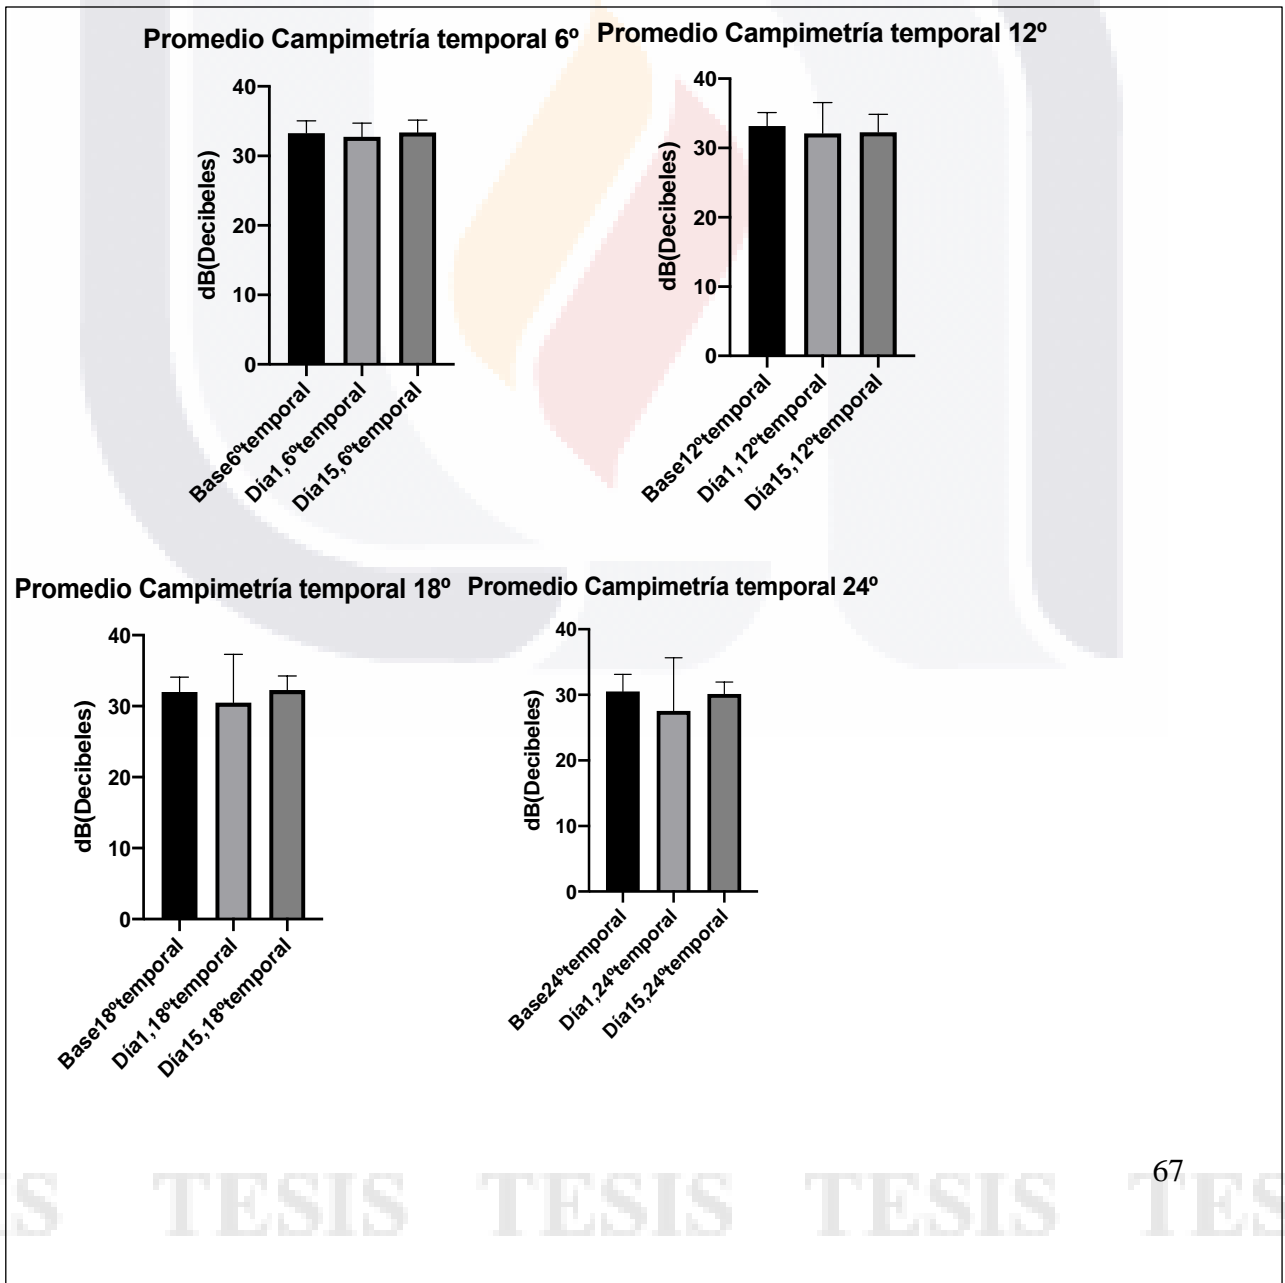 Promedio Campimetría temporal 6º
40
30
20
10
0
dB(Decibeles)
Base6ºtemporal
Día1,6ºtemporal
Día15,6ºtemporal
Promedio Campimetría temporal 12º
40
30
20
10
0
dB(Decibeles)
Base12ºtemporal
Día1,12ºtemporal
Día15,12ºtemporal
Promedio Campimetría temporal 18º
40
30
20
10
0
dB(Decibeles)
Base18ºtemporal
Día1,18ºtemporal
Día15,18ºtemporal
Promedio Campimetría temporal 24º
40
30
20
10
0
dB(Decibeles)
Base24ºtemporal
Día1,24ºtemporal
Día15,24ºtemporal
67
IS TESIS TESIS TESIS TES